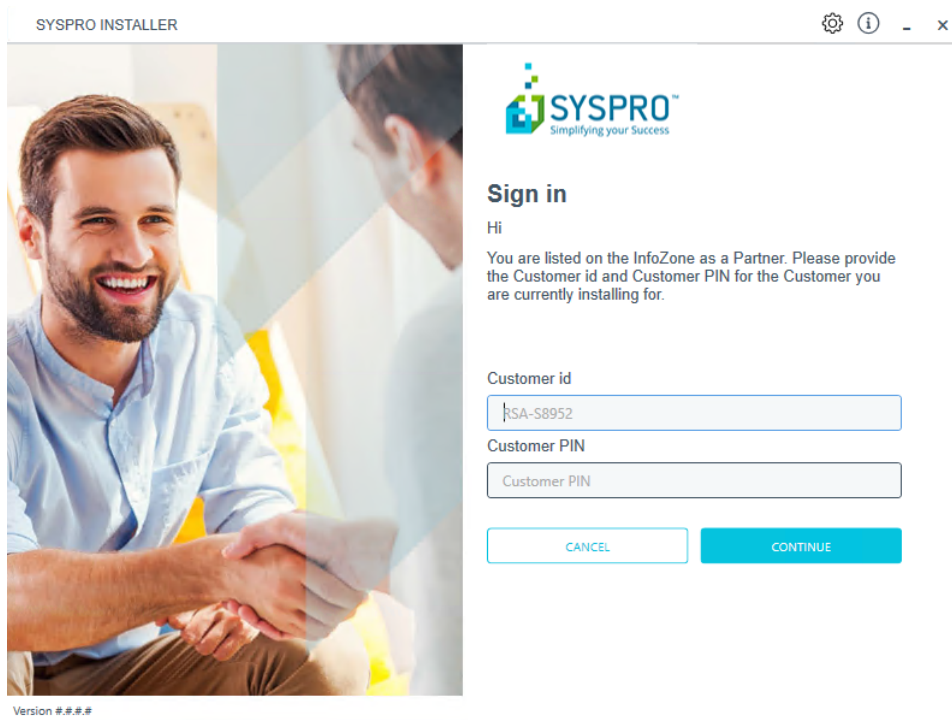 SYSPRO INSTALLER
SYSPRO™
Simplifying your Success
Sign in
Hi
You are listed on the InfoZone as a Partner. Please provide
the Customer id and Customer PIN for the Customer you
are currently installing for.
Customer id
RSA-S8952
Customer PIN
Customer PIN
CANCEL
CONTINUE
Version #.#.#.#